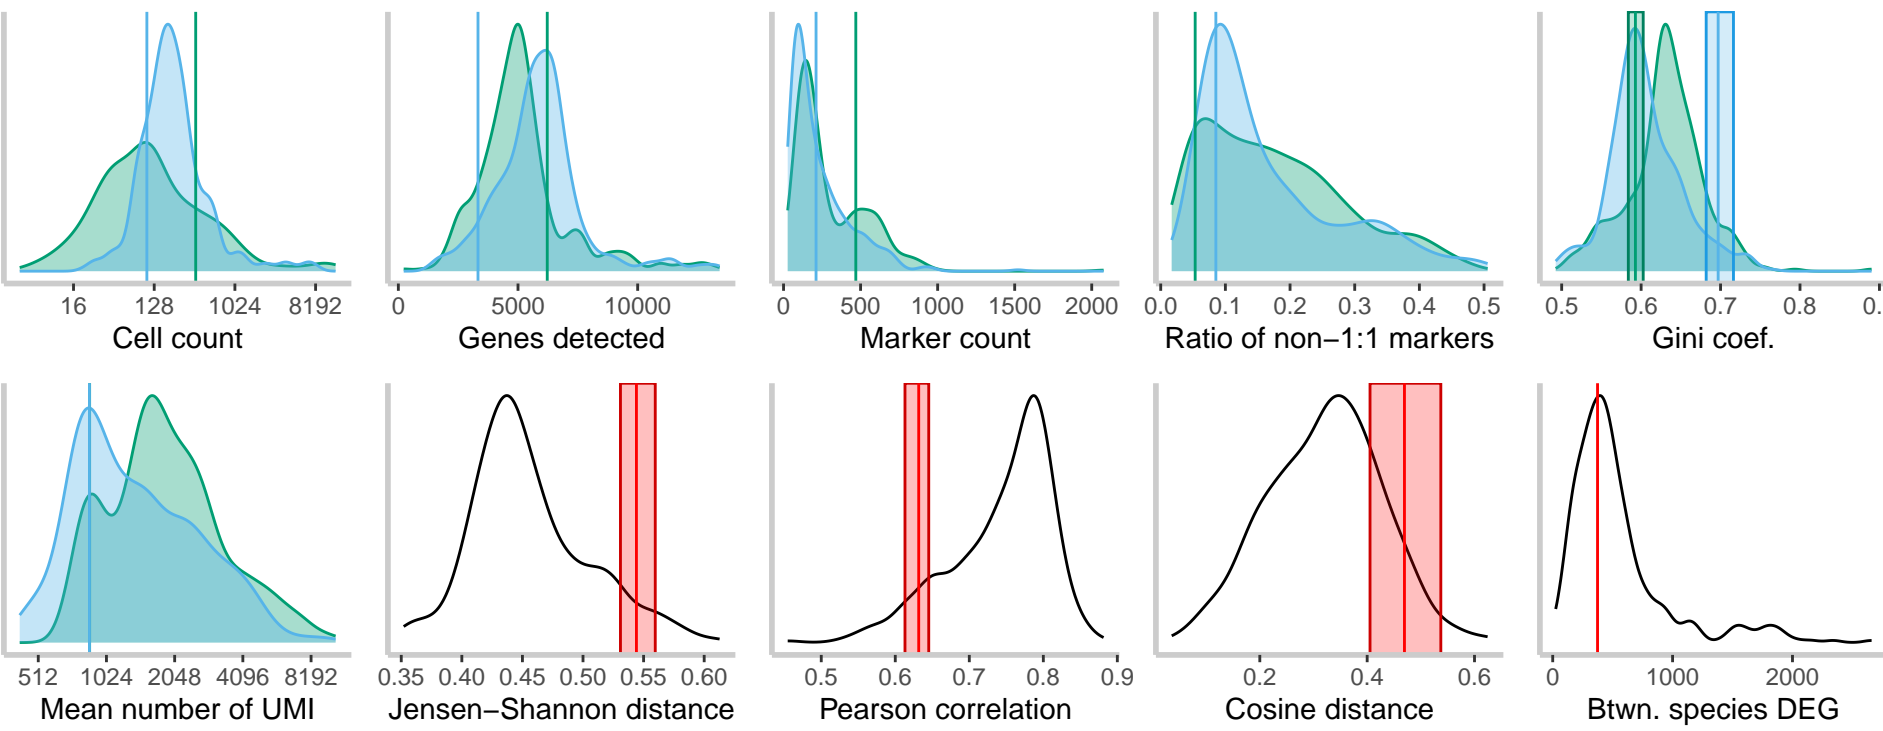 16 128 1024 8192
Cell count
0 5000 10000
Genes detected
0 500 1000 1500 2000
Marker count
0.0 0.1 0.2 0.3 0.4 0.5
Ratio of non−1:1 markers
0.5 0.6 0.7 0.8 0.
Gini coef.
512 1024 2048 4096 8192
Mean number of UMI
0.35 0.40 0.45 0.50 0.55 0.60
Jensen−Shannon distance
0.5 0.6 0.7 0.8 0.9
Pearson correlation
0.2 0.4 0.6
Cosine distance
0 1000 2000
Btwn. species DEG